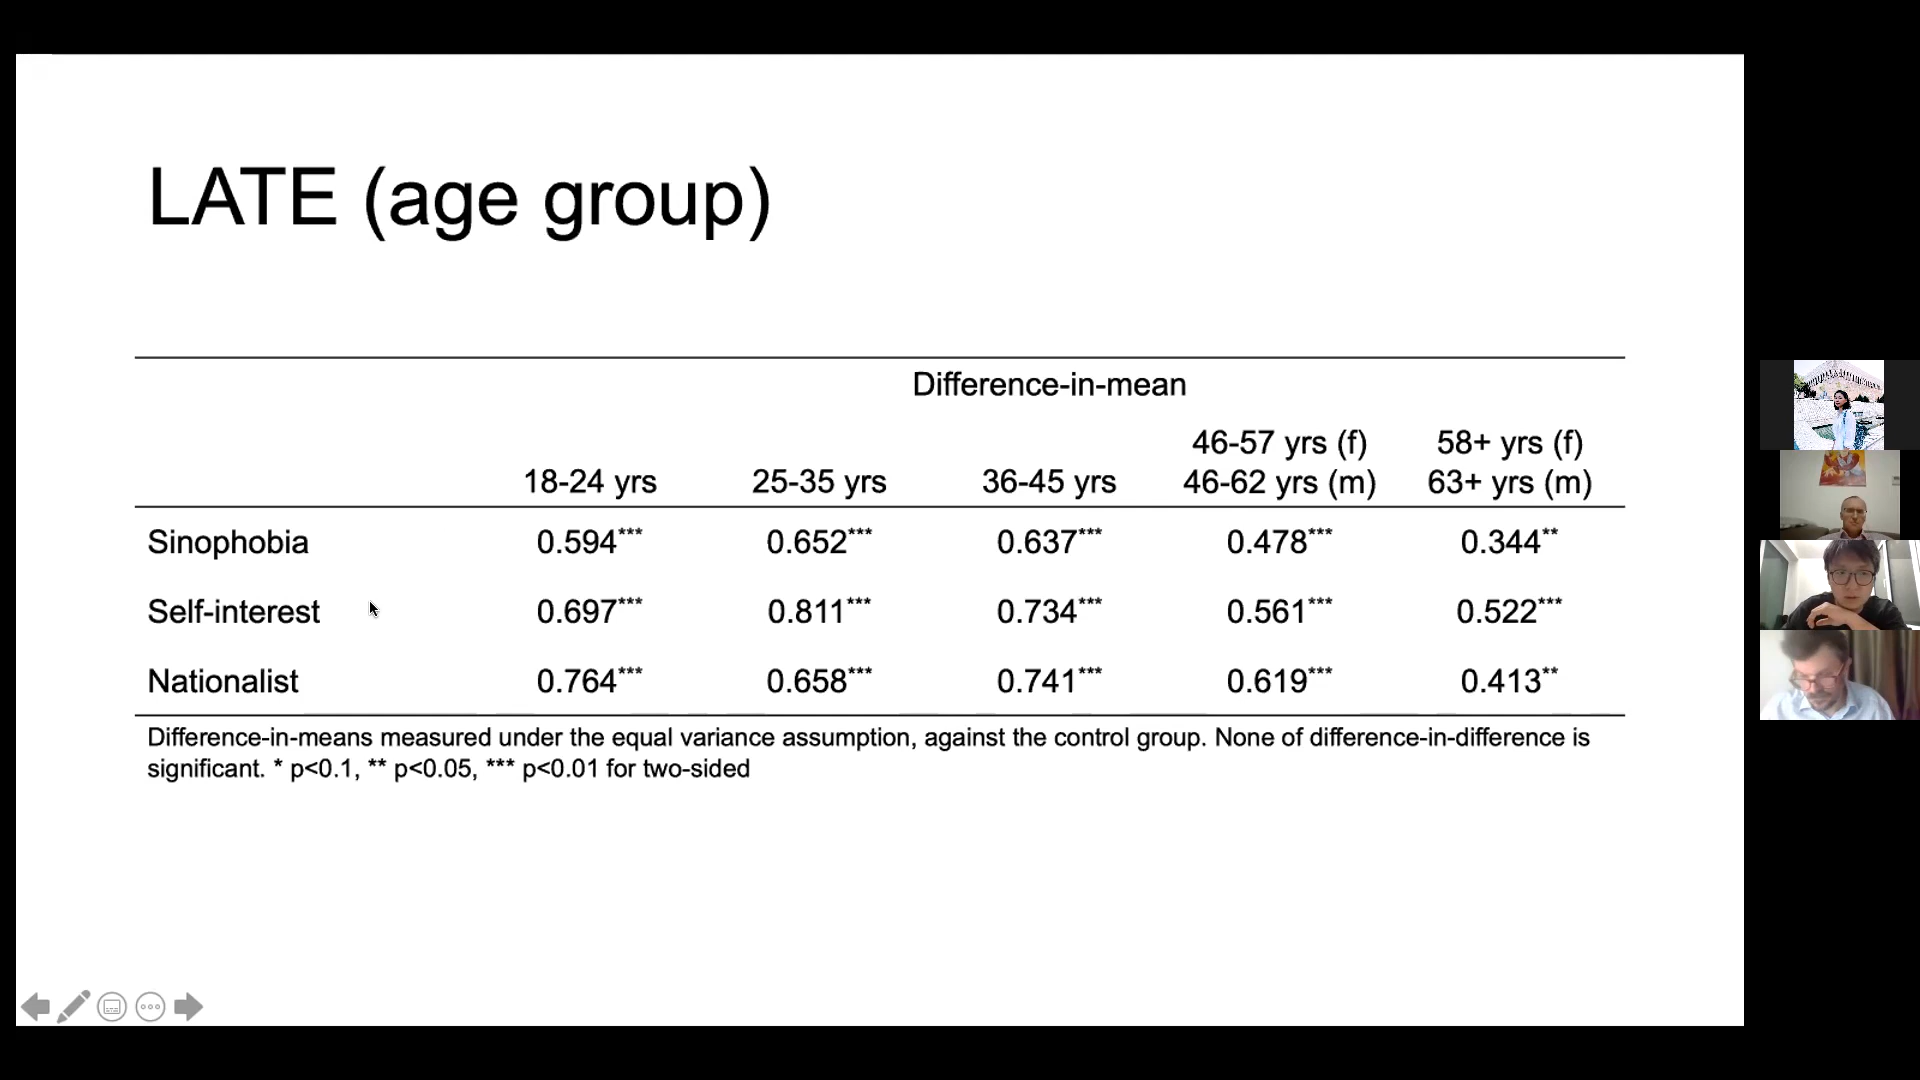 LATE (age group)
Difference-in-mean
46-57 yrs (f) 58+ yrs (f)
18-24 yrs 25-35 yrs 36-45 yrs 46-62 yrs (m) 63+ yrs (m)
Sinophobia 0.594*** 0.652*** 0.637*** 0.478*** 0.344**
Self-interest 0.697*** 0.811*** 0.734*** 0.561*** 0.522***
Nationalist 0.764*** 0.658*** 0.741*** 0.619*** 0.413**
Difference-in-means measured under the equal variance assumption, against the control group. None of difference-in-difference is
significant. * p<0.1, ** p<0.05, *** p<0.01 for two-sided